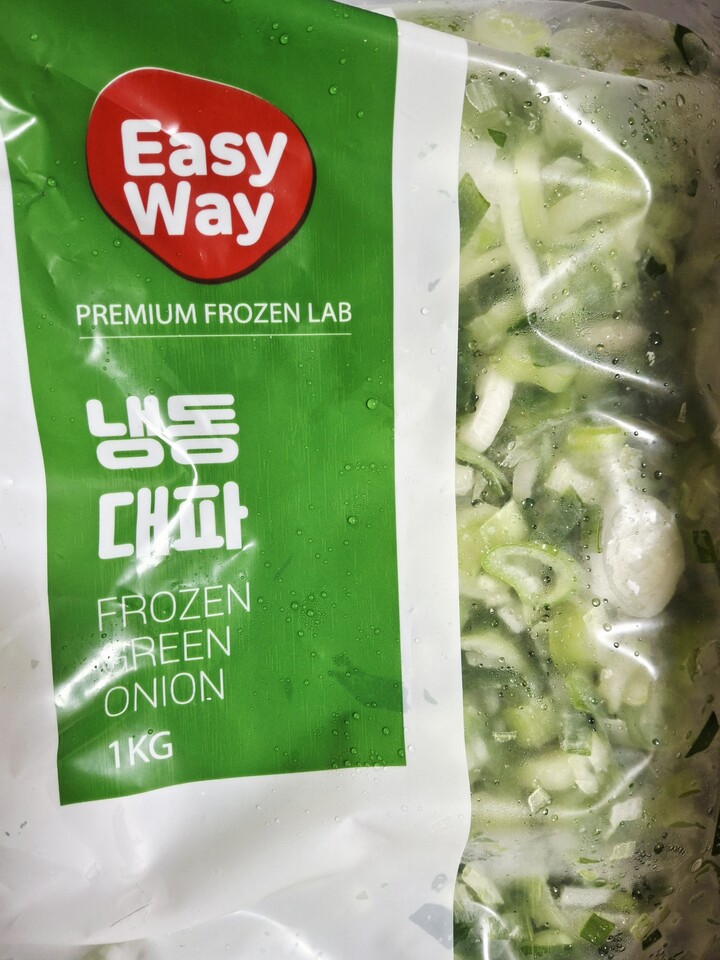 Easy
Way
PREMIUM FROZEN LAB
냉동
대파
FROZEN
GREEN
ONION
1KG